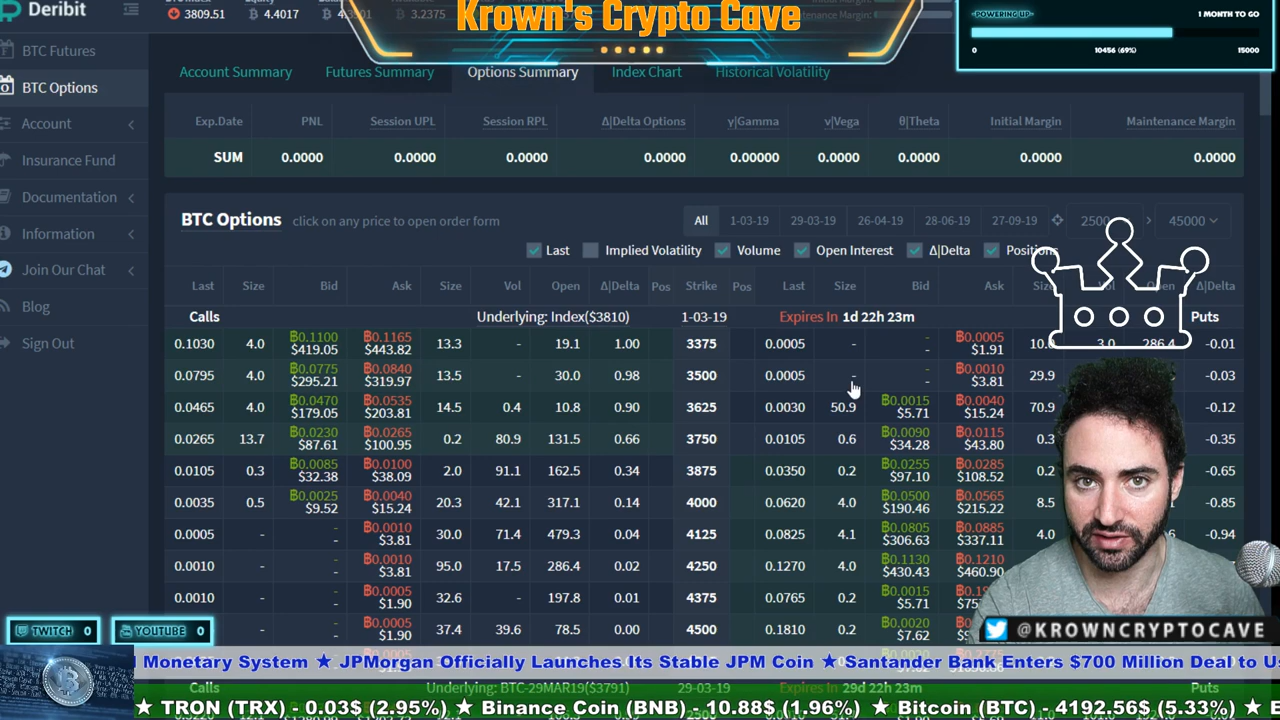 Deribit
3809.51 ฿ 4.4017 ฿ 3.2375
Krown's Crypto Cave
POWERING UP 1 MONTH TO GO
0 10456 (69%) 15000
BTC Futures
BTC Options
Account
Insurance Fund
Documentation
Information
Join Our Chat
Blog
Sign Out
Account Summary Futures Summary Options Summary Index Chart Historical Volatility
Exp.Date PNL Session UPL Session RPL Δ|Delta Options γ|Gamma ν|Vega θ|Theta Initial Margin Maintenance Margin
SUM 0.0000 0.0000 0.0000 0.0000 0.00000 0.0000 0.0000 0.0000 0.0000
BTC Options click on any price to open order form All 1-03-19 29-03-19 26-04-19 28-06-19 27-09-19 2500 45000
Last Implied Volatility Volume Open Interest Δ|Delta
Last Size Bid Ask Size Vol Open Δ|Delta Pos Strike Pos Last Size Bid Ask Δ|Delta
Calls Underlying: Index($3810) 1-03-19 Expires In 1d 22h 23m Puts
0.1030 4.0 ฿0.1100 ฿0.1165 13.3 - 19.1 1.00 3375 0.0005 - - ฿0.0005 3.0 286.4 -0.01
$419.05 $443.82 - $1.91
0.0795 4.0 ฿0.0775 ฿0.0840 13.5 - 30.0 0.98 3500 0.0005 - - ฿0.0010 29.9 -0.03
$295.21 $319.97 - $3.81
0.0465 4.0 ฿0.0470 ฿0.0535 14.5 0.4 10.8 0.90 3625 0.0030 50.9 ฿0.0015 ฿0.0040 70.9 -0.12
$179.05 $203.81 $5.71 $15.24
0.0265 13.7 ฿0.0230 ฿0.0265 0.2 80.9 131.5 0.66 3750 0.0105 0.6 ฿0.0090 ฿0.0115 -0.35
$87.61 $100.95 $34.28 $43.80
0.0105 0.3 ฿0.0085 ฿0.0100 2.0 91.1 162.5 0.34 3875 0.0350 0.2 ฿0.0255 ฿0.0285 0.2 -0.65
$32.38 $38.09 $97.10 $108.52
0.0035 0.5 ฿0.0025 ฿0.0040 20.3 42.1 317.1 0.14 4000 0.0620 4.0 ฿0.0500 ฿0.0565 8.5 -0.85
$9.52 $15.24 $190.46 $215.22
0.0005 - - ฿0.0010 30.0 71.4 479.3 0.04 4125 0.0825 4.1 ฿0.0805 ฿0.0885 4.0 -0.94
- $3.81 $306.63 $337.11
0.0010 - - ฿0.0010 95.0 17.5 286.4 0.02 4250 0.1270 4.0 ฿0.1130 ฿0.1210
- $3.81 $430.43 $460.90
0.0010 - - ฿0.0005 32.6 - 197.8 0.01 4375 0.0765 0.2 ฿0.0015
- $1.90 $5.71
- - - ฿0.0005 37.4 39.6 78.5 0.00 4500 0.1810 0.2 ฿0.0020
- $1.90 $7.62
TWITCH 0 YOUTUBE 0
@KROWNCRYPTOCAVE
Monetary System ★ JPMorgan Officially Launches Its Stable JPM Coin ★ Santander Bank Enters $700 Million Deal to
Calls Underlying: BTC-29MAR19($3791) 29-03-19 Expires In 29d 22h 23m Puts
★ TRON (TRX) - 0.03$ (2.95%) ★ Binance Coin (BNB) - 10.88$ (1.96%) ★ Bitcoin (BTC) - 4192.56$ (5.33%) ★